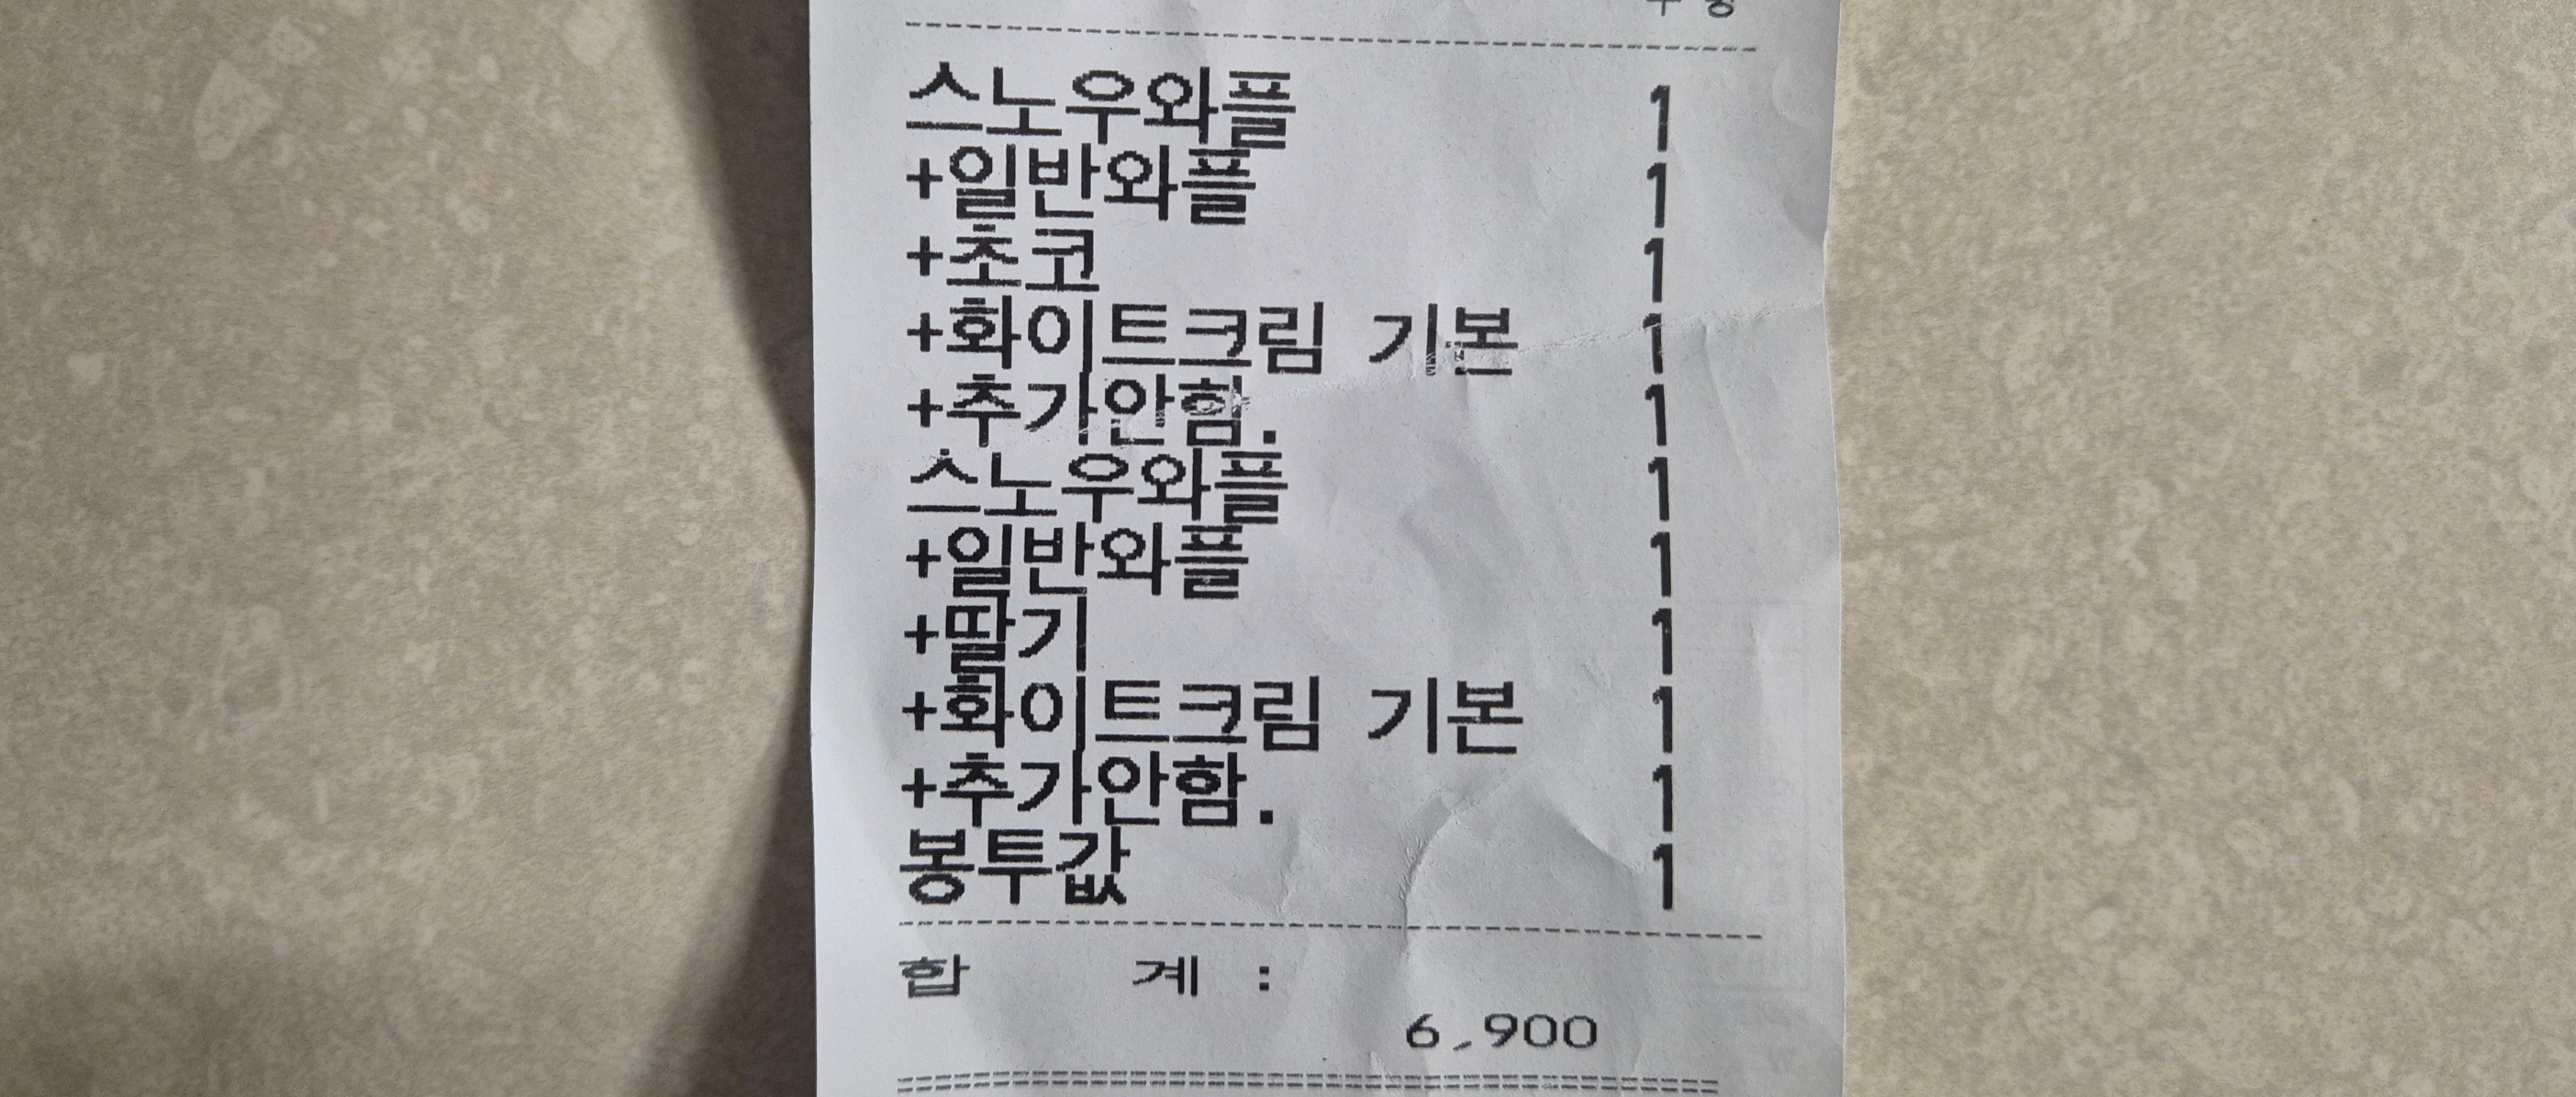 스노우와플 1
+일반와플 1
+초코 1
+화이트크림 기본 1
+추가안함. 1
스노우와플 1
+일반와플 1
+딸기 1
+화이트크림 기본 1
+추가안함. 1
봉투값 1
합 계 :
6,900